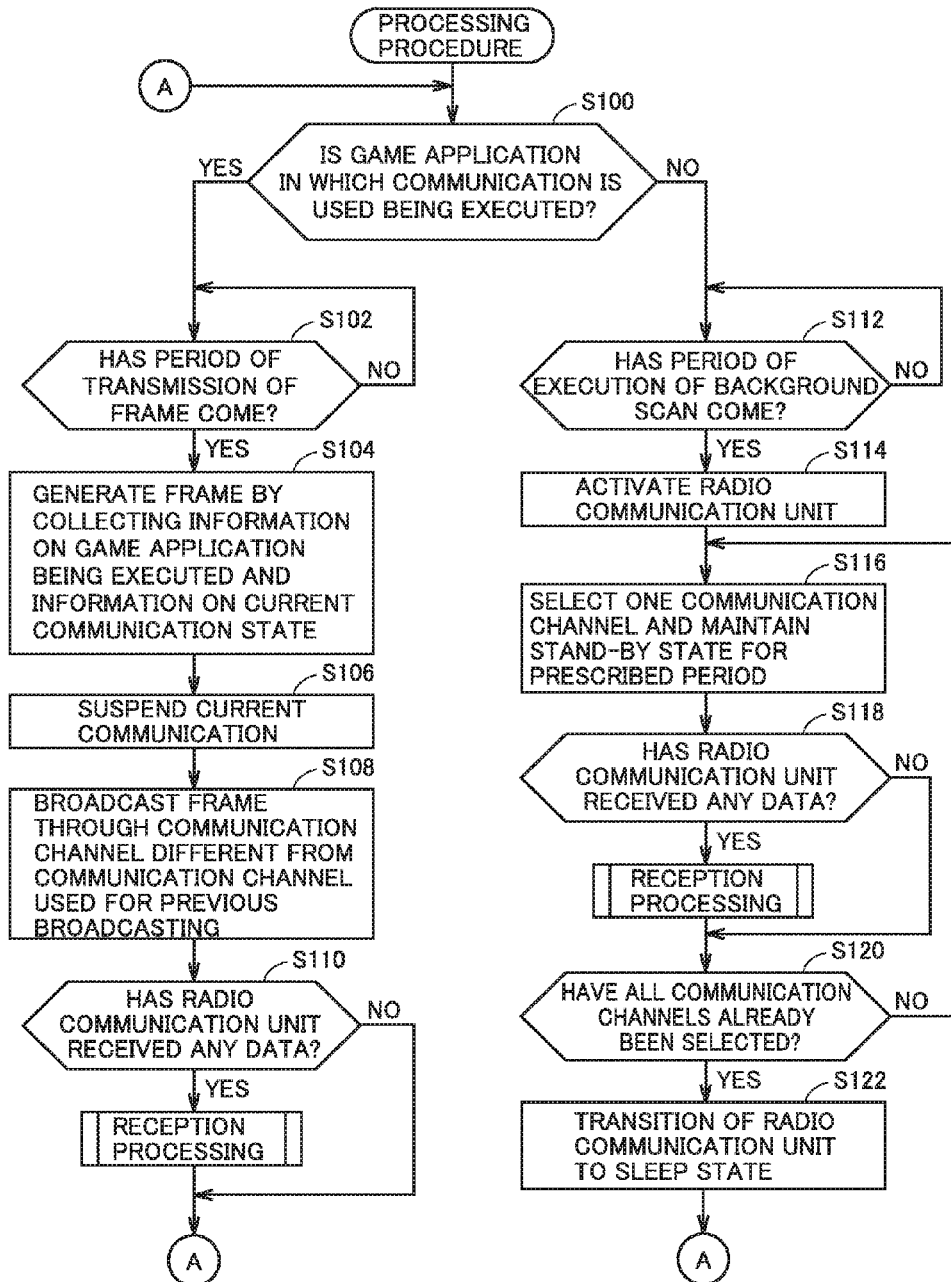 PROCESSING
PROCEDURE
A
S100
IS GAME APPLICATION
IN WHICH COMMUNICATION IS
USED BEING EXECUTED?
YES
NO
S102
HAS PERIOD OF
TRANSMISSION OF
FRAME COME?
NO
YES
S104
GENERATE FRAME BY
COLLECTING INFORMATION
ON GAME APPLICATION
BEING EXECUTED AND
INFORMATION ON CURRENT
COMMUNICATION STATE
S106
SUSPEND CURRENT
COMMUNICATION
S108
BROADCAST FRAME
THROUGH COMMUNICATION
CHANNEL DIFFERENT FROM
COMMUNICATION CHANNEL
USED FOR PREVIOUS
BROADCASTING
S110
HAS RADIO
COMMUNICATION UNIT
RECEIVED ANY DATA?
NO
YES
RECEPTION
PROCESSING
A
S112
HAS PERIOD OF
EXECUTION OF BACKGROUND
SCAN COME?
NO
YES
S114
ACTIVATE RADIO
COMMUNICATION UNIT
S116
SELECT ONE COMMUNICATION
CHANNEL AND MAINTAIN
STAND-BY STATE FOR
PRESCRIBED PERIOD
S118
HAS RADIO
COMMUNICATION UNIT
RECEIVED ANY DATA?
NO
YES
RECEPTION
PROCESSING
S120
HAVE ALL COMMUNICATION
CHANNELS ALREADY
BEEN SELECTED?
NO
YES
S122
TRANSITION OF RADIO
COMMUNICATION UNIT
TO SLEEP STATE
A